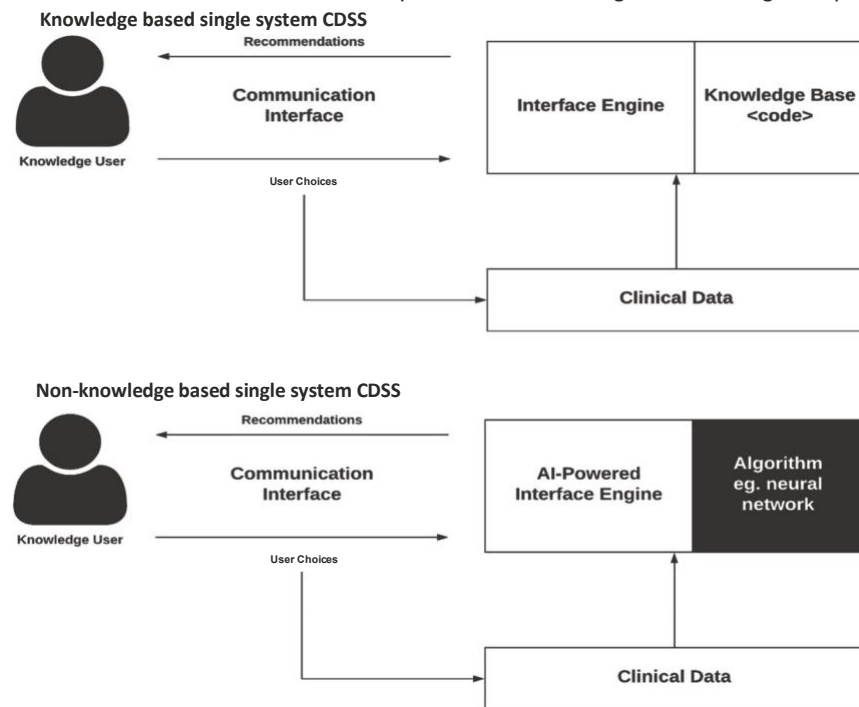 Knowledge based single system CDSS
Recommendations
Communication
Interface
Knowledge User
User Choices
Interface Engine
Knowledge Base
<code>
Clinical Data
Non-knowledge based single system CDSS
Recommendations
Communication
Interface
Knowledge User
User Choices
AI-Powered
Interface Engine
Algorithm
eg. neural
network
Clinical Data